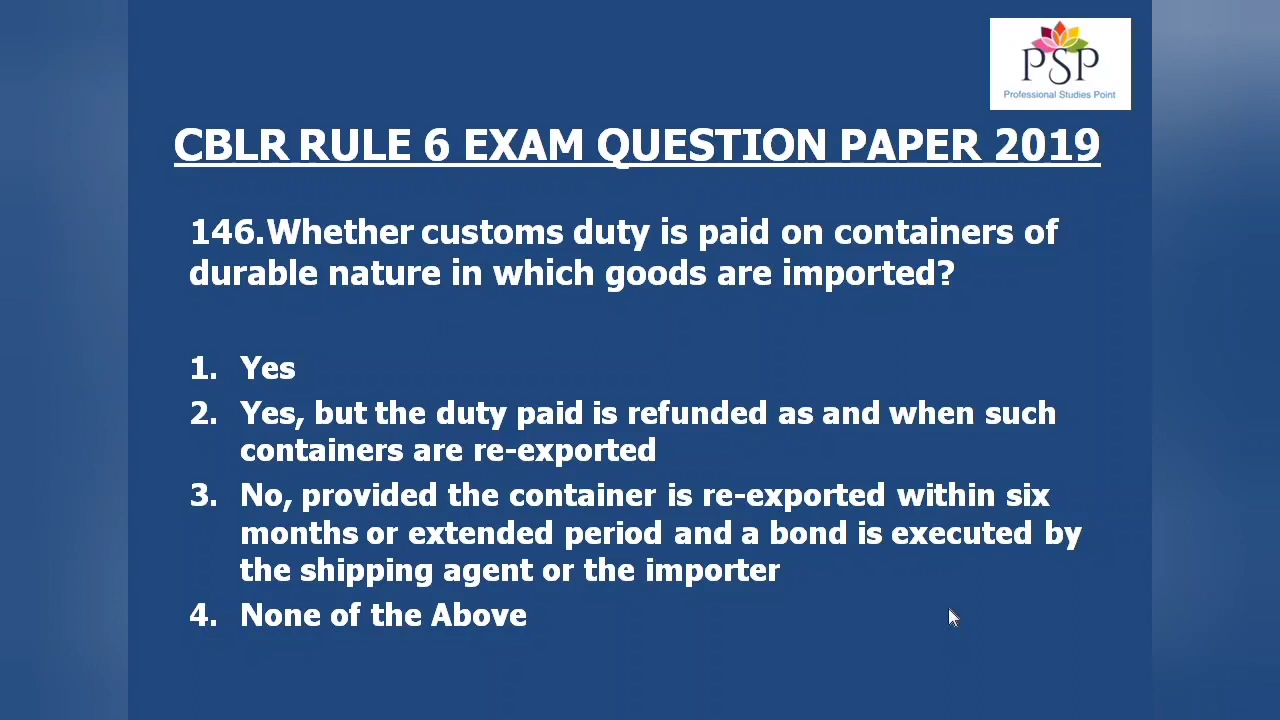 PSP
Professional Studies Point
CBLR RULE 6 EXAM QUESTION PAPER 2019
146.Whether customs duty is paid on containers of
durable nature in which goods are imported?
1. Yes
2. Yes, but the duty paid is refunded as and when such
containers are re-exported
3. No, provided the container is re-exported within six
months or extended period and a bond is executed by
the shipping agent or the importer
4. None of the Above